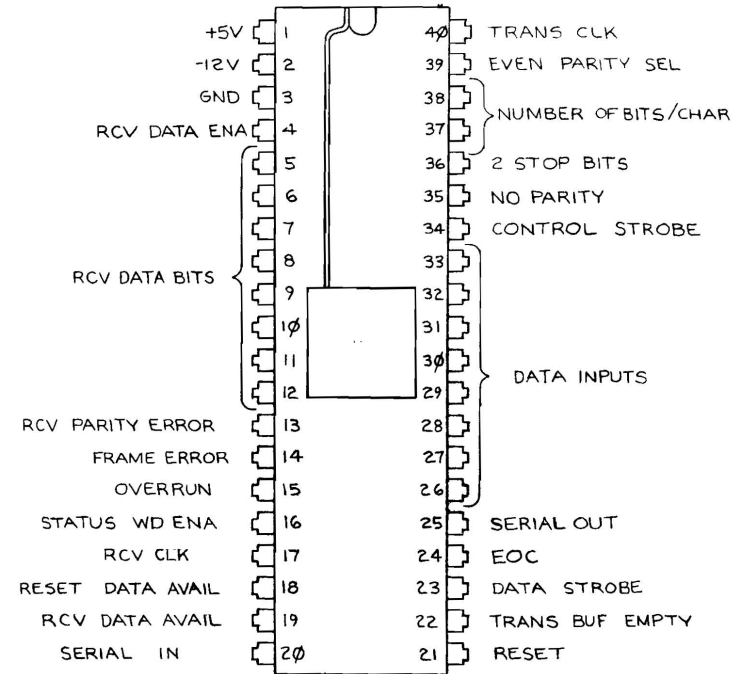 +5V 1 4Ø TRANS CLK
-12V 2 39 EVEN PARITY SEL
GND 3 38
NUMBER OF BITS/CHAR
RCV DATA ENA 4 37
5 36 2 STOP BITS
6 35 NO PARITY
7 34 CONTROL STROBE
8 33
RCV DATA BITS
9 32
1Ø 31
11 3Ø
DATA INPUTS
12 29
RCV PARITY ERROR 13 28
FRAME ERROR 14 27
OVERRUN 15 26
STATUS WD ENA 16 25 SERIAL OUT
RCV CLK 17 24 EOC
RESET DATA AVAIL 18 23 DATA STROBE
RCV DATA AVAIL 19 22 TRANS BUF EMPTY
SERIAL IN 2Ø 21 RESET